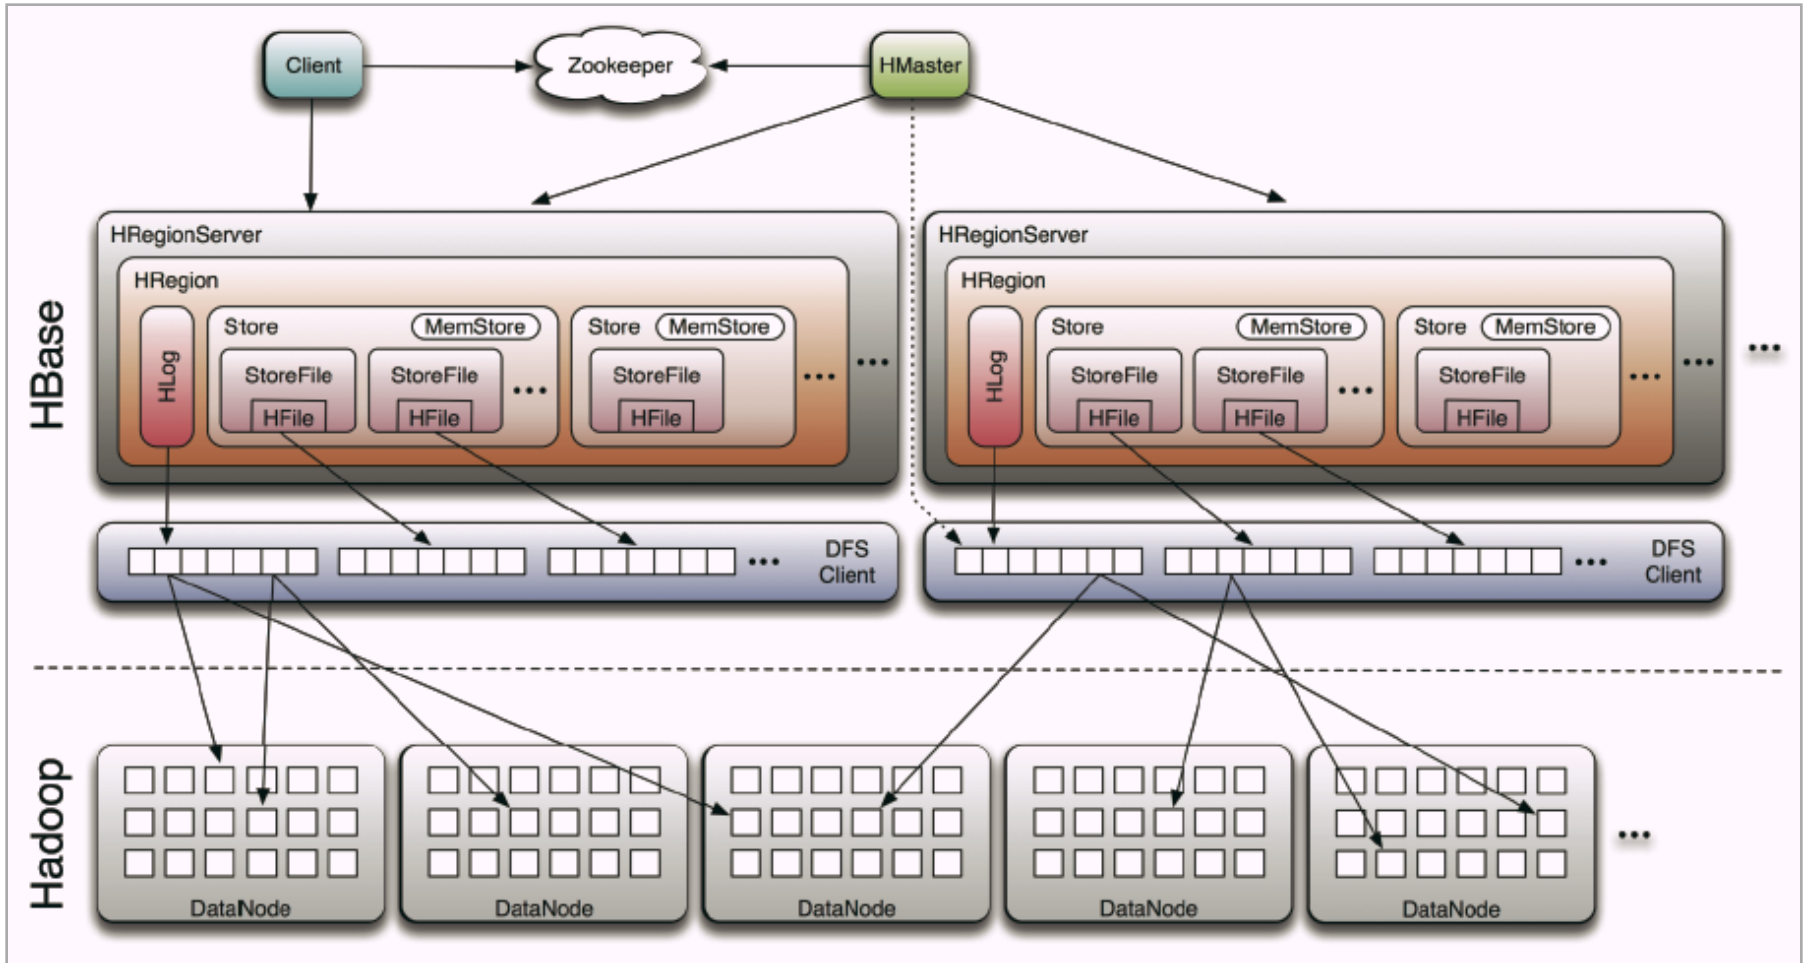 Client
Zookeeper
HMaster
HBase
HRegionServer
HRegion
HLog
Store
MemStore
StoreFile
HFile
StoreFile
HFile
...
Store
MemStore
StoreFile
HFile
...
...
HRegionServer
HRegion
HLog
Store
MemStore
StoreFile
HFile
StoreFile
HFile
...
Store
MemStore
StoreFile
HFile
...
...
...
...
DFS
Client
...
DFS
Client
Hadoop
DataNode
DataNode
DataNode
DataNode
DataNode
...